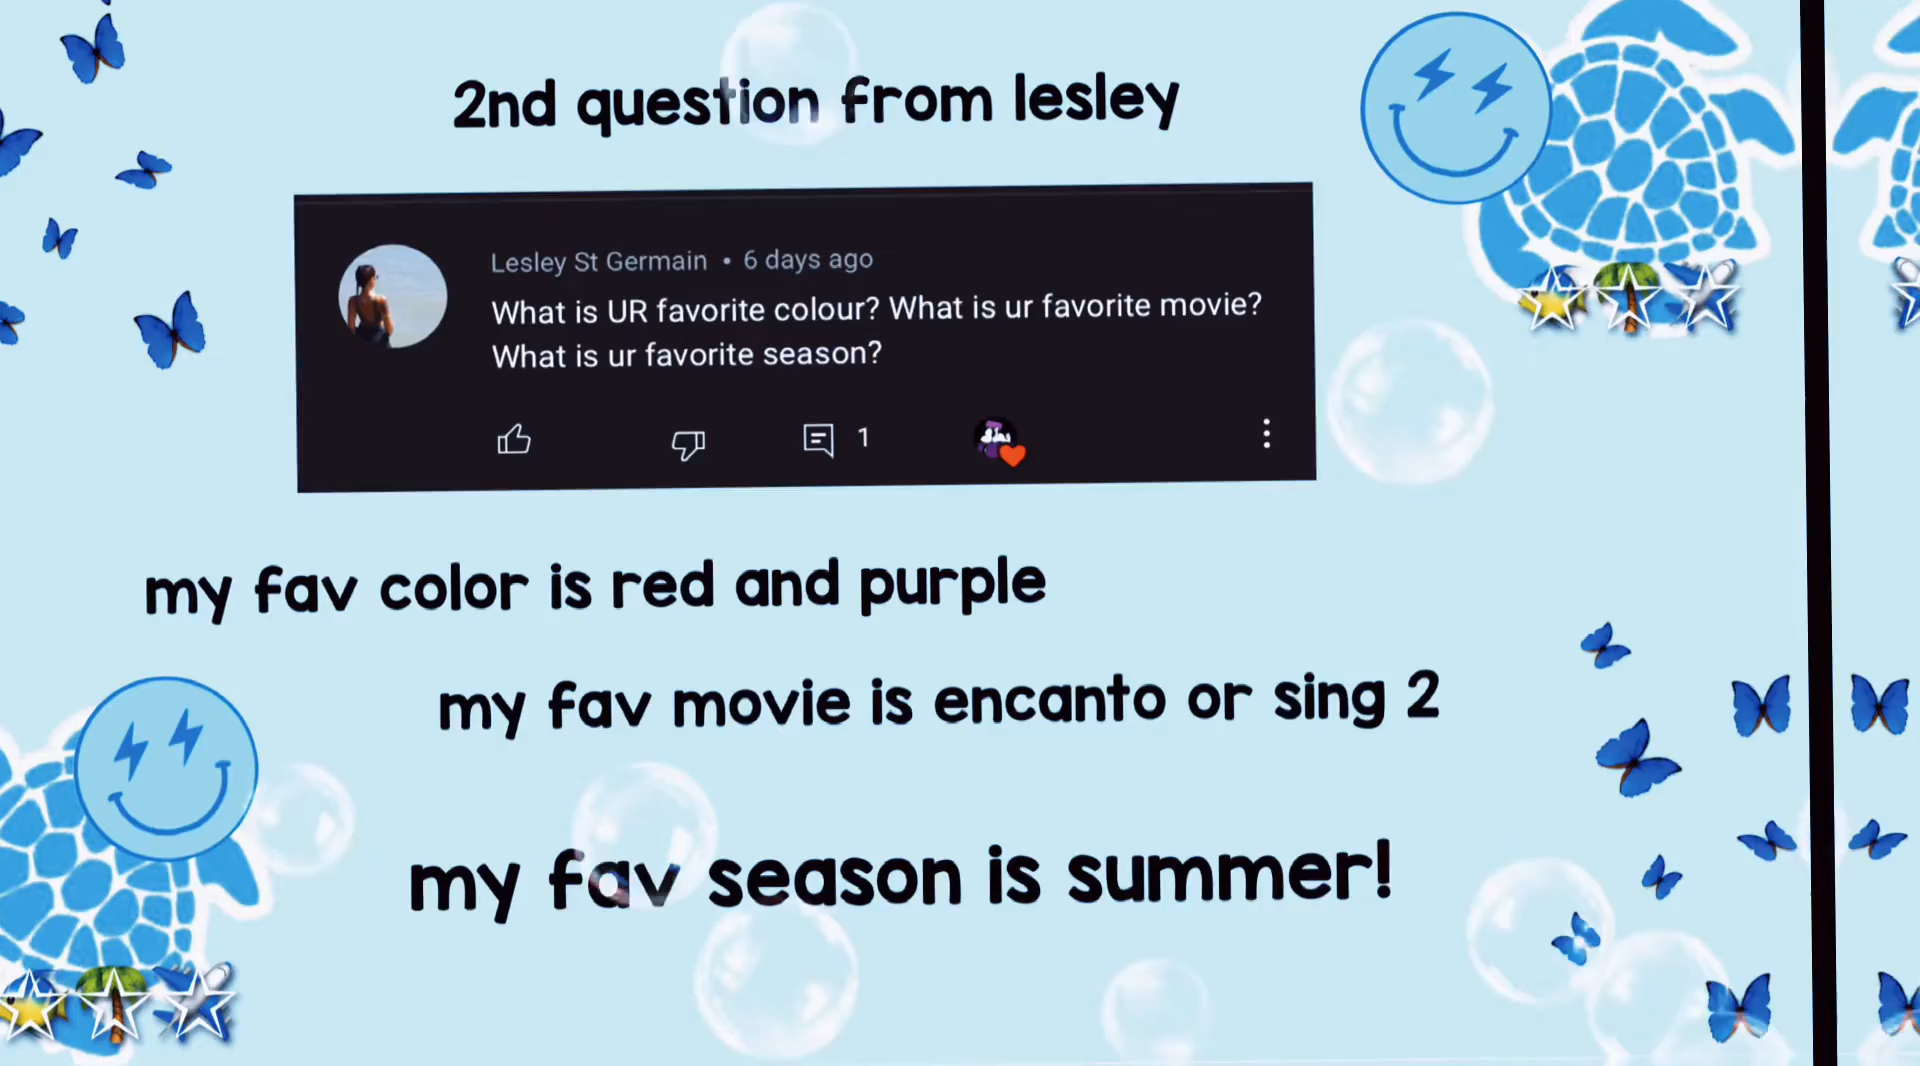 2nd question from lesley
Lesley St Germain • 6 days ago
What is UR favorite colour? What is ur favorite movie?
What is ur favorite season?
1
my fav color is red and purple
my fav movie is encanto or sing 2
my fav season is summer!